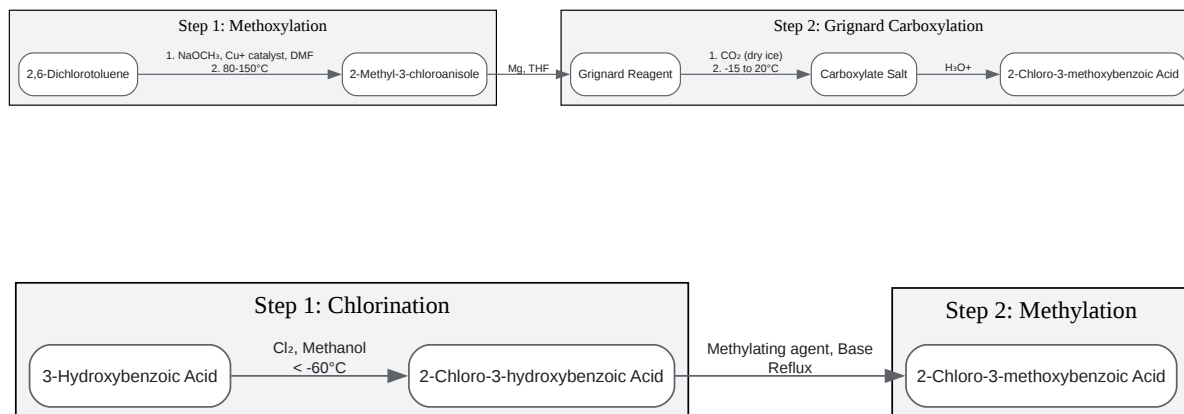 Step 1: Methoxylation
Step 2: Grignard Carboxylation
2,6-Dichlorotoluene
1. NaOCH₃, Cu+ catalyst, DMF
2. 80-150°C
2-Methyl-3-chloroanisole
Mg, THF
Grignard Reagent
1. CO₂ (dry ice)
2. -15 to 20°C
Carboxylate Salt
H₃O+
2-Chloro-3-methoxybenzoic Acid
Step 1: Chlorination
Step 2: Methylation
3-Hydroxybenzoic Acid
Cl₂, Methanol
< -60°C
2-Chloro-3-hydroxybenzoic Acid
Methylating agent, Base
Reflux
2-Chloro-3-methoxybenzoic Acid